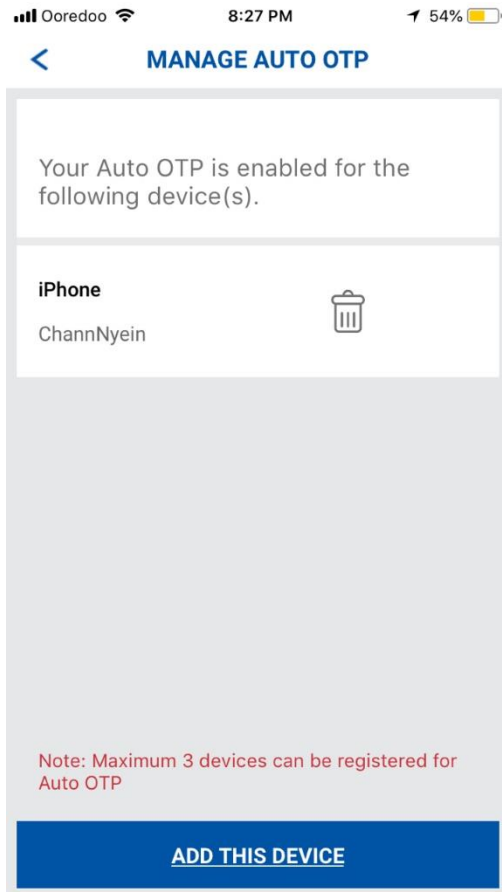 Ooredoo 8:27 PM 54%
MANAGE AUTO OTP
Your Auto OTP is enabled for the
following device(s).
iPhone
ChannNyein
Note: Maximum 3 devices can be registered for
Auto OTP
ADD THIS DEVICE